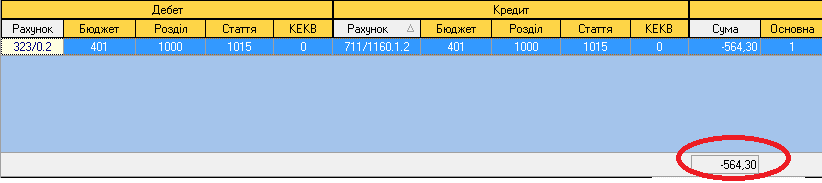 Дебет Кредит
Рахунок Бюджет Розділ Стаття КЕКВ Рахунок Бюджет Розділ Стаття КЕКВ Сума Основна
323/0.2 401 1000 1015 0 711/1160.1.2 401 1000 1015 0 -564,30 1
-564,30